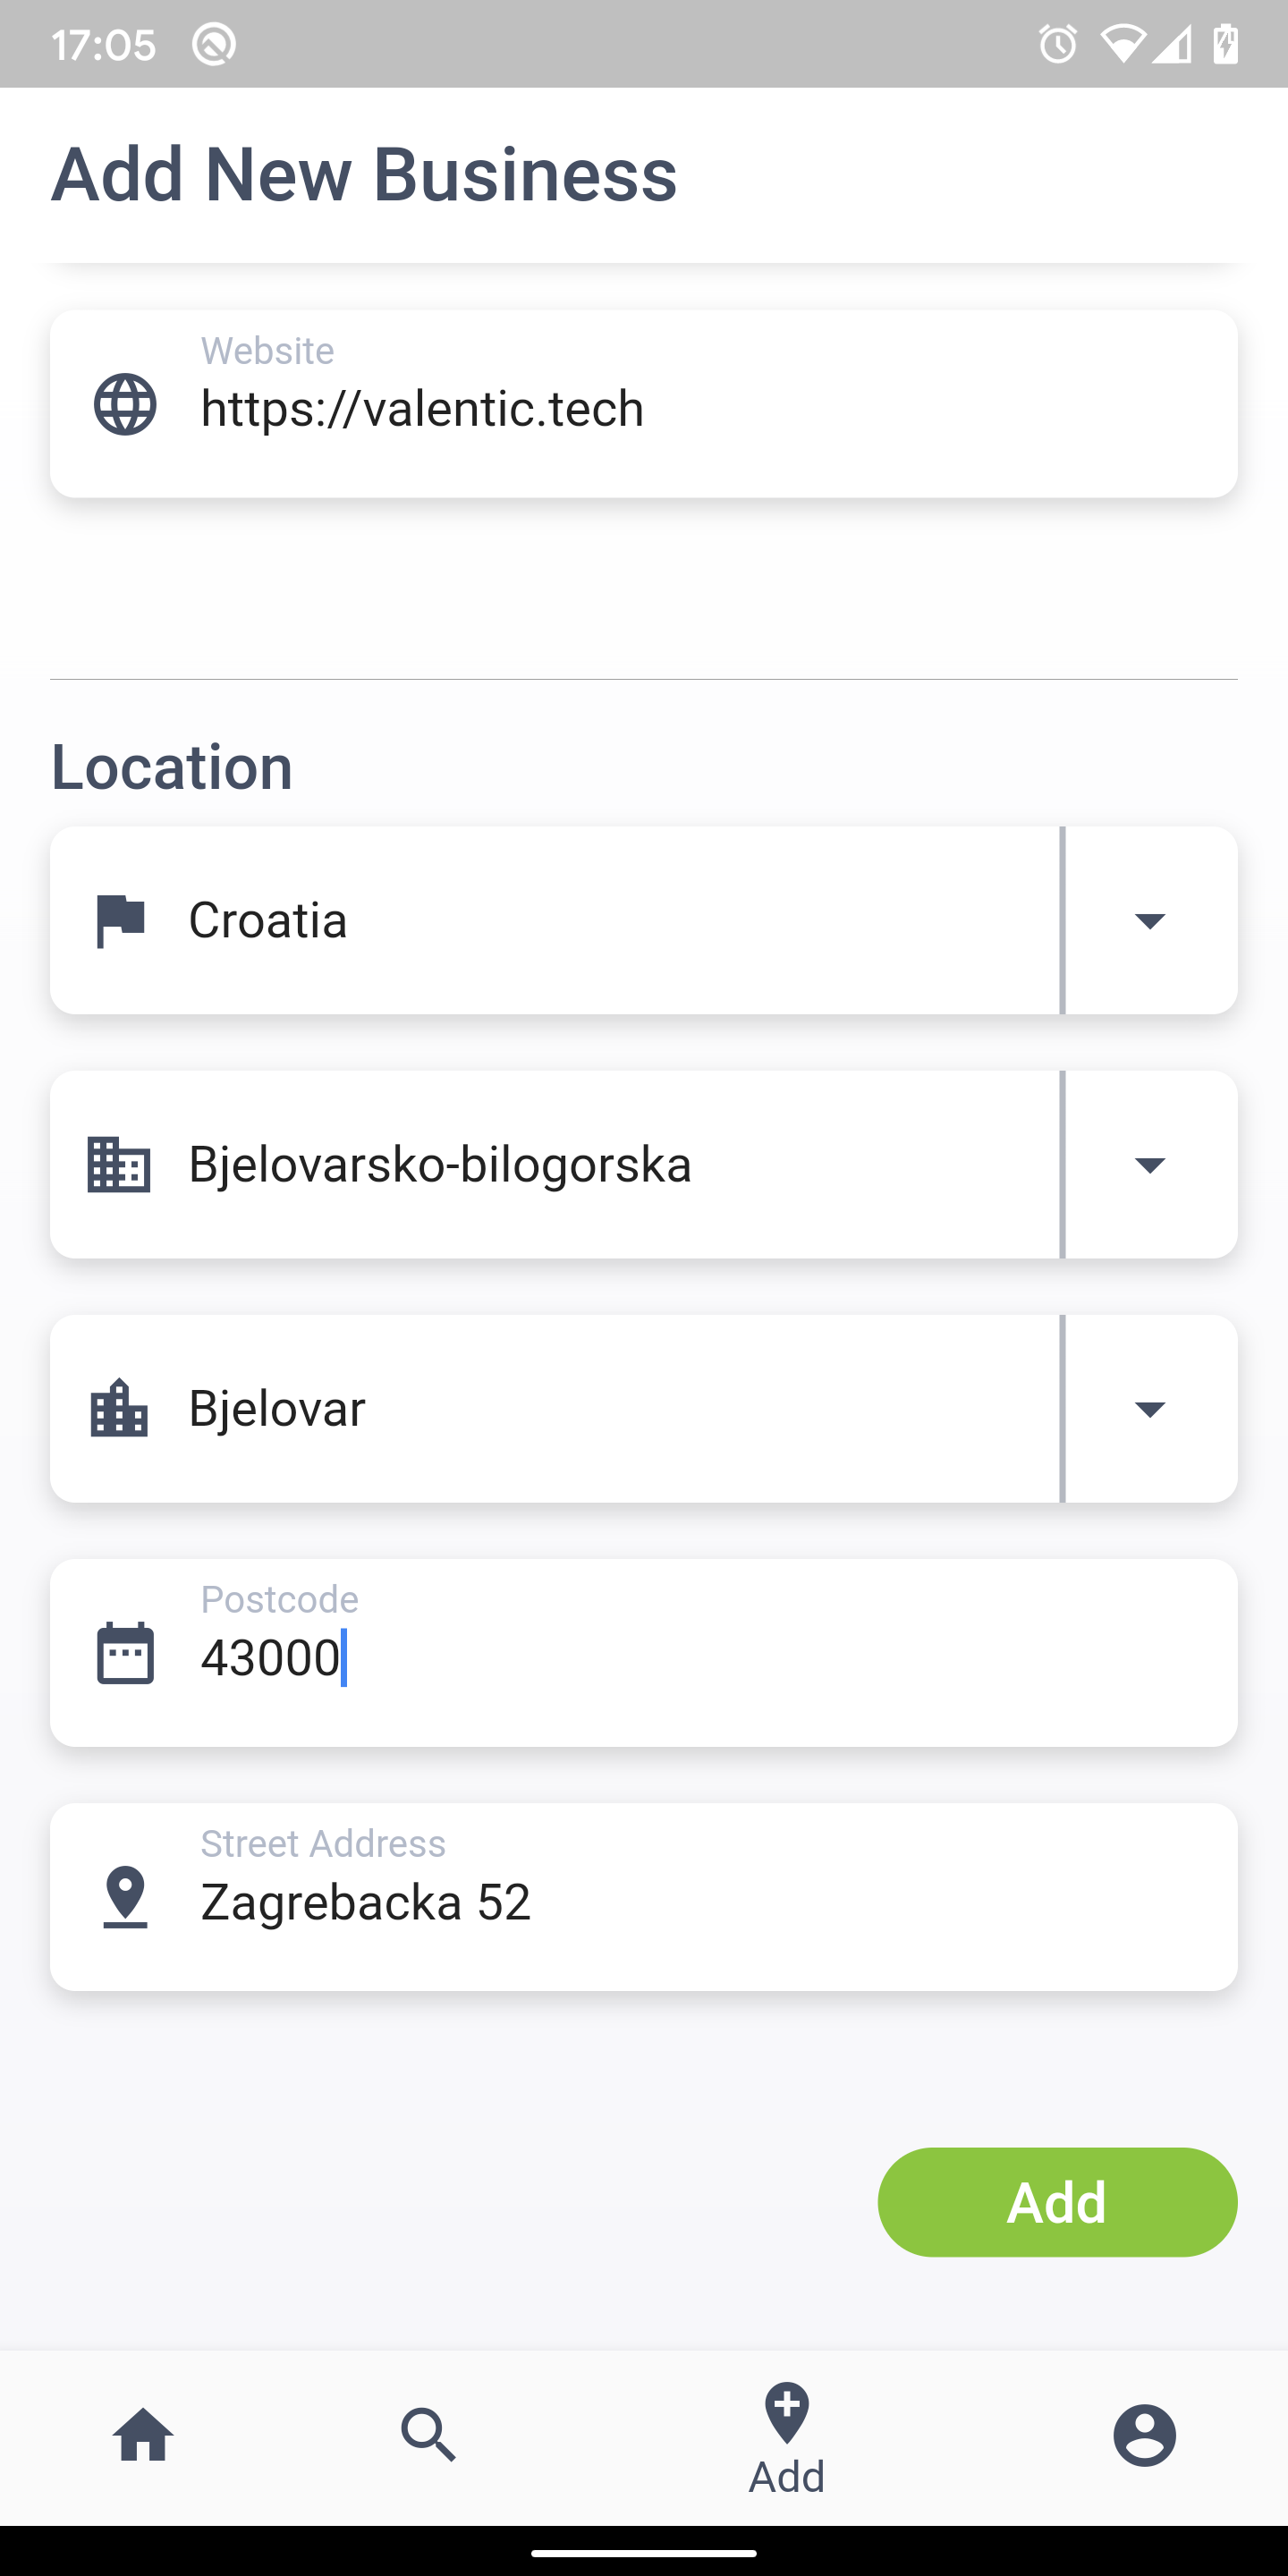 17:05
Add New Business
Website
https://valentic.tech
Location
Croatia
Bjelovarsko-bilogorska
Bjelovar
Postcode
43000
Street Address
Zagrebacka 52
Add
Add